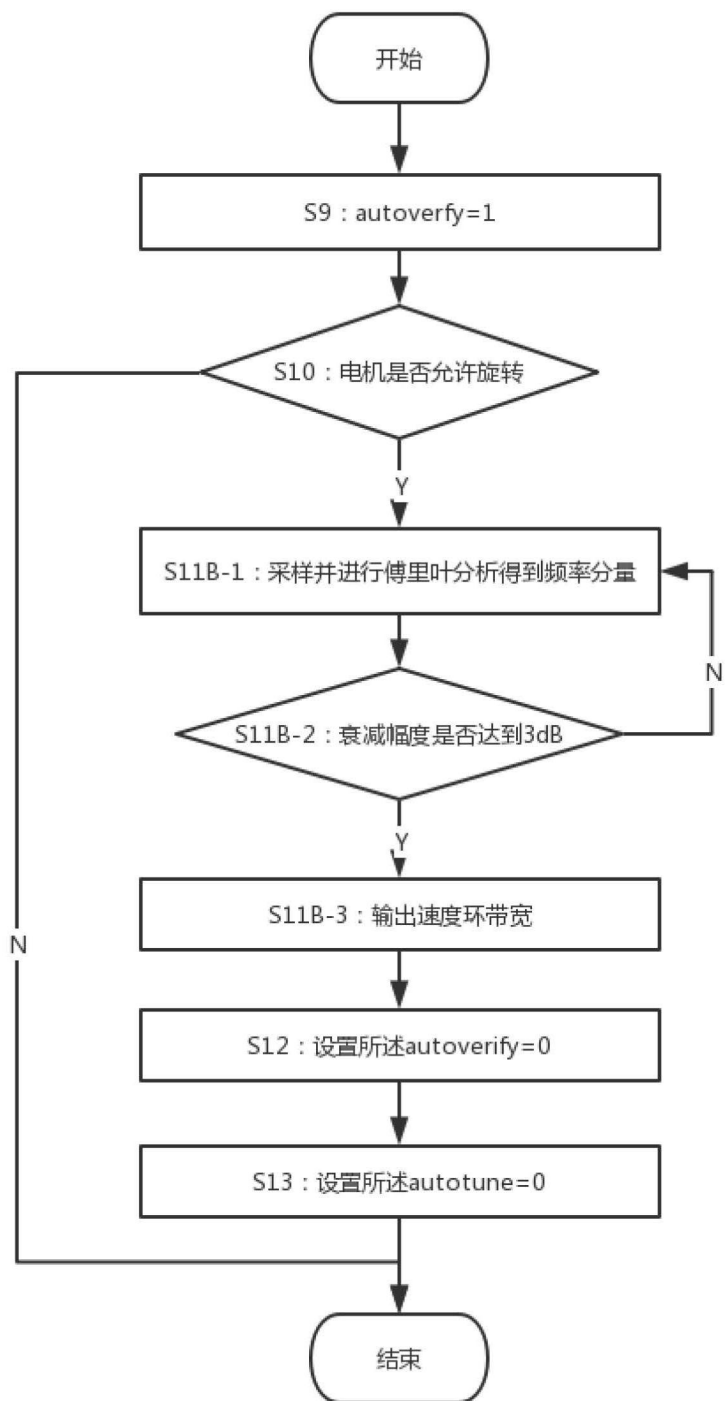 开始
S9：autoverfy=1
S10：电机是否允许旋转
Y
S11B-1：采样并进行傅里叶分析得到频率分量
N
S11B-2：衰减幅度是否达到3dB
Y
S11B-3：输出速度环带宽
N
S12：设置所述autoverify=0
S13：设置所述autotune=0
结束